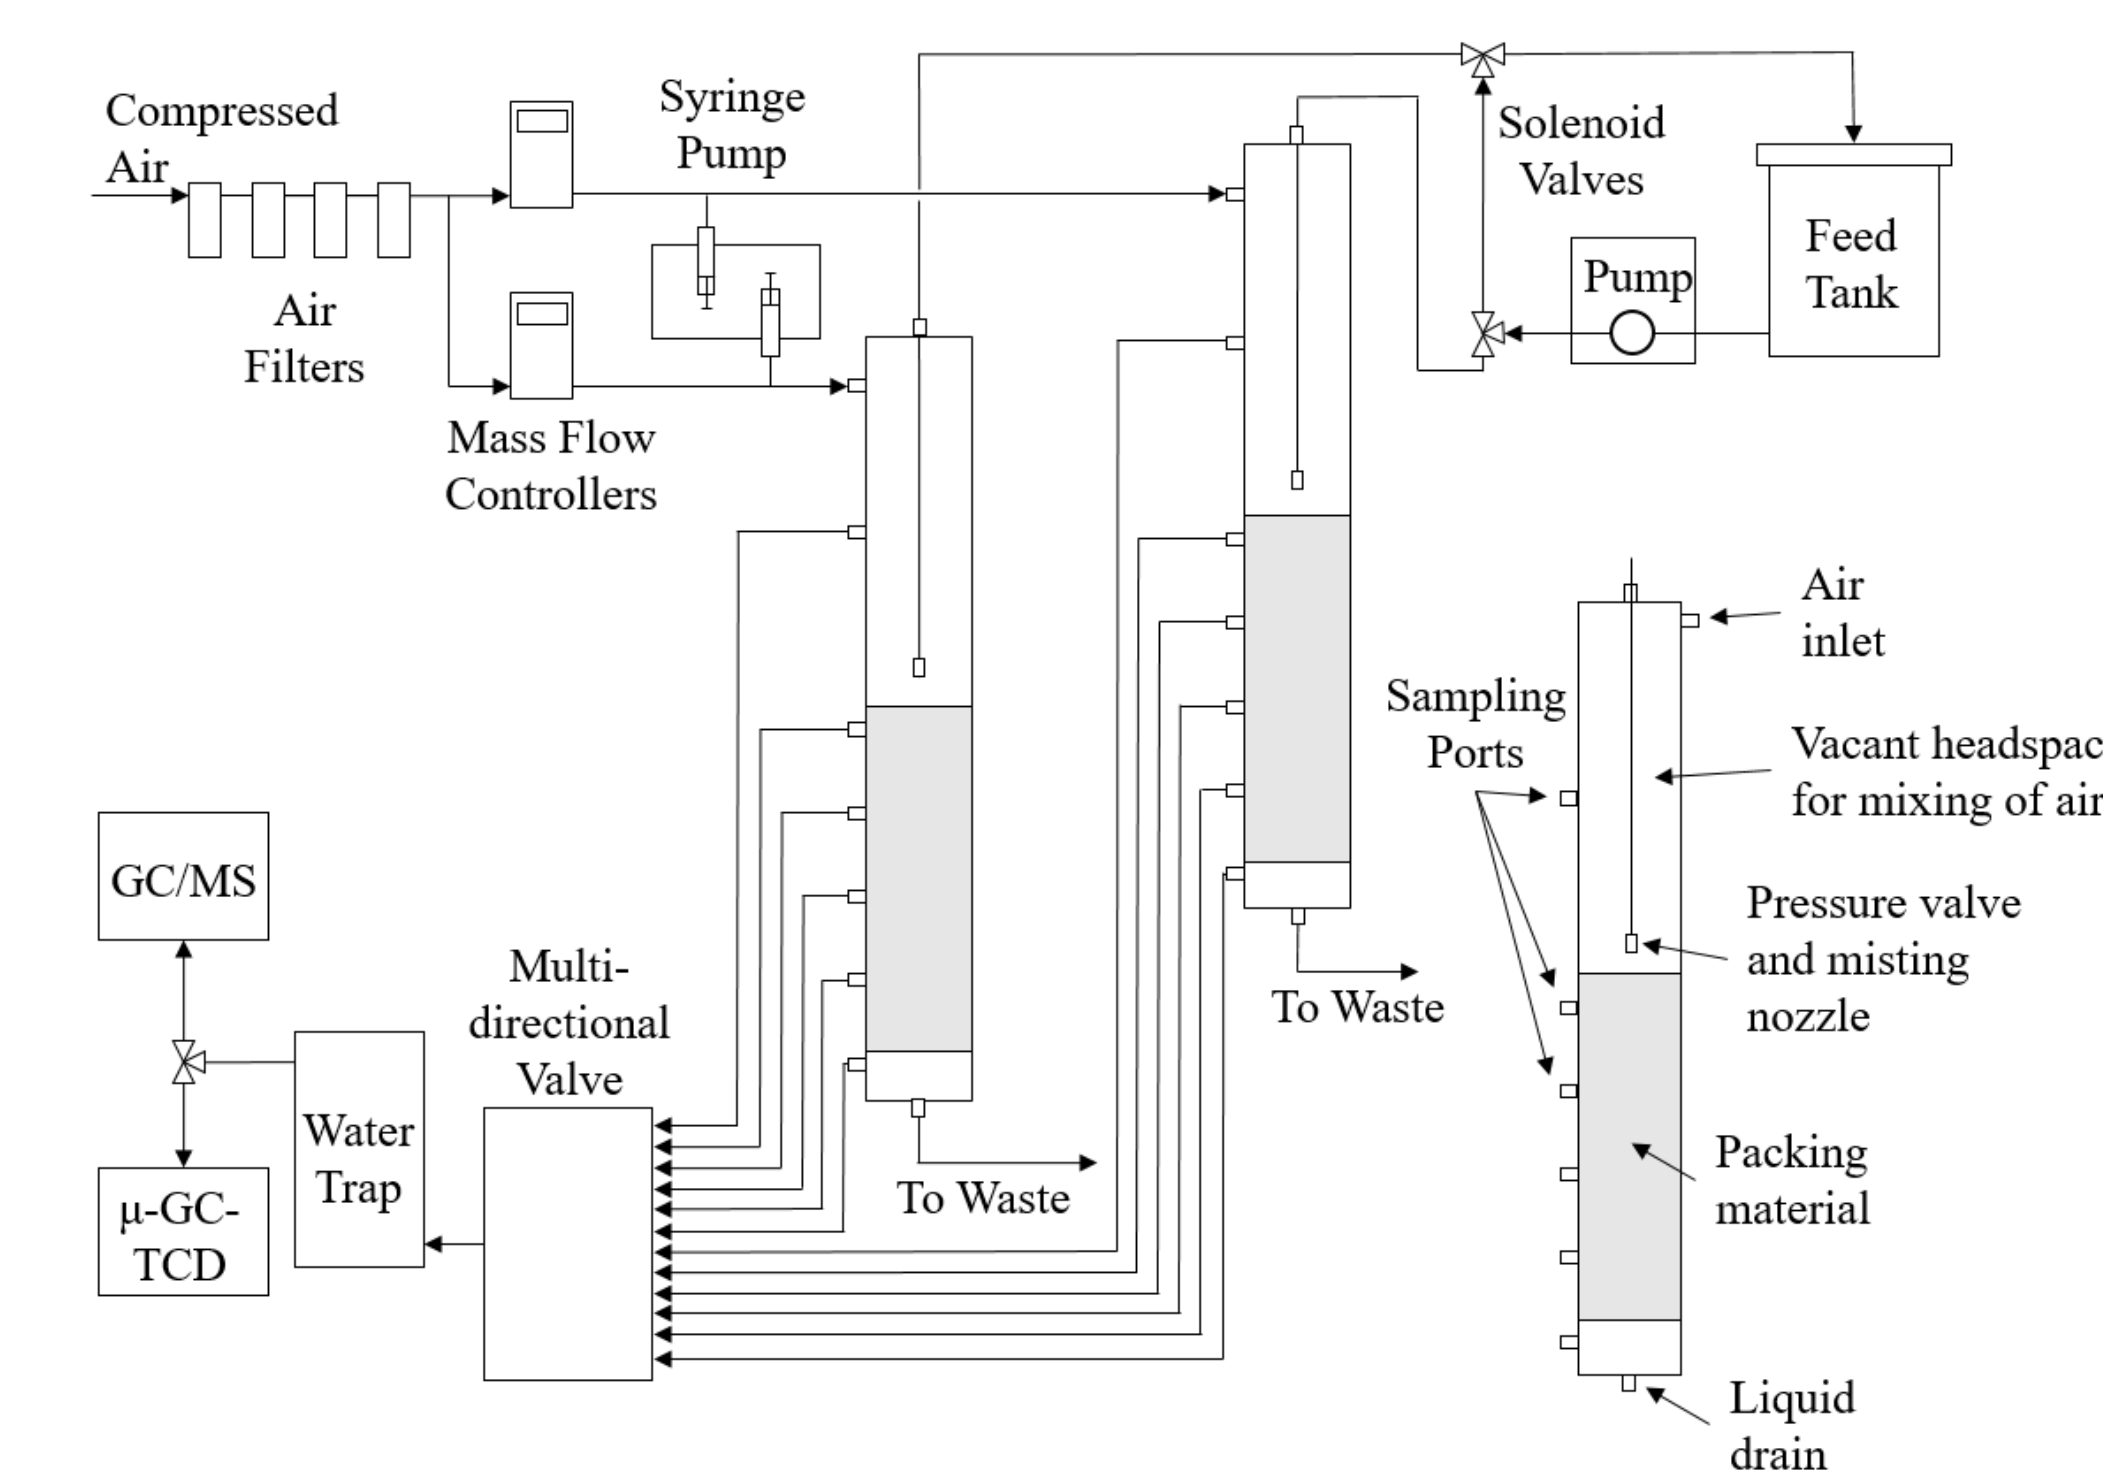 Compressed
Air
Air
Filters
Mass Flow
Controllers
Syringe
Pump
Solenoid
Valves
Pump
Feed
Tank
Air
inlet
Sampling
Ports
Vacant headspac
for mixing of air
Pressure valve
and misting
nozzle
Packing
material
Liquid
drain
To Waste
To Waste
Multi-
directional
Valve
Water
Trap
GC/MS
μ-GC-
TCD